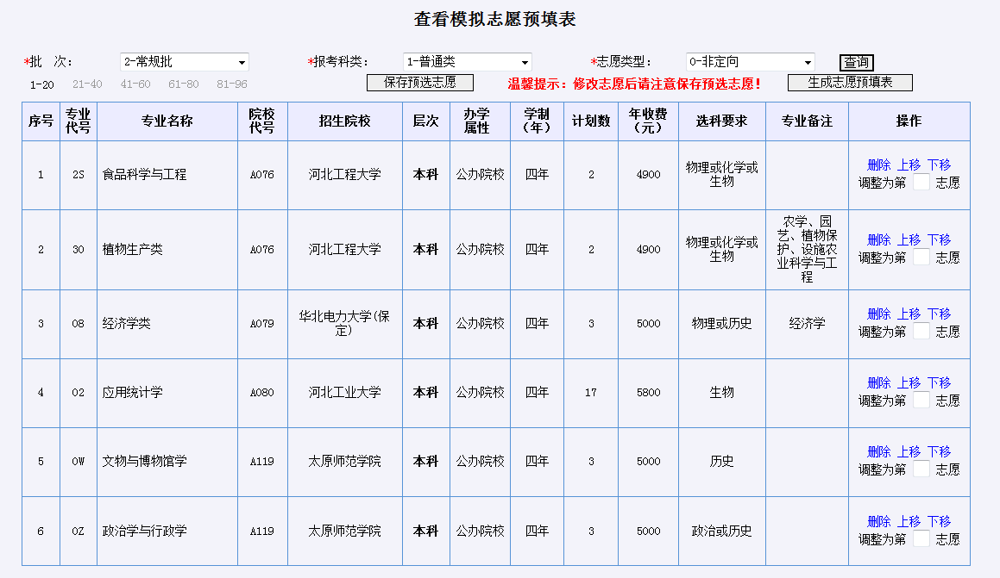 查看模拟志愿预填表
*批 次： 2-常规批 *报考科类： 1-普通类 *志愿类型： 0-非定向 查询
1-20 21-40 41-60 61-80 81-96 保存预选志愿 温馨提示：修改志愿后请注意保存预选志愿！ 生成志愿预填表
序号 专业代号 专业名称 院校代号 招生院校 层次 办学属性 学制（年） 计划数 年收费（元） 选科要求 专业备注 操作
1 2S 食品科学与工程 A076 河北工程大学 本科 公办院校 四年 2 4900 物理或化学或生物 删除 上移 下移
调整为第 志愿
2 30 植物生产类 A076 河北工程大学 本科 公办院校 四年 2 4900 物理或化学或生物 农学、园艺、植物保护、设施农业科学与工程 删除 上移 下移
调整为第 志愿
3 08 经济学类 A079 华北电力大学(保定) 本科 公办院校 四年 3 5000 物理或历史 经济学 删除 上移 下移
调整为第 志愿
4 02 应用统计学 A080 河北工业大学 本科 公办院校 四年 17 5800 生物 删除 上移 下移
调整为第 志愿
5 0W 文物与博物馆学 A119 太原师范学院 本科 公办院校 四年 3 5000 历史 删除 上移 下移
调整为第 志愿
6 0Z 政治学与行政学 A119 太原师范学院 本科 公办院校 四年 3 5000 政治或历史 删除 上移 下移
调整为第 志愿